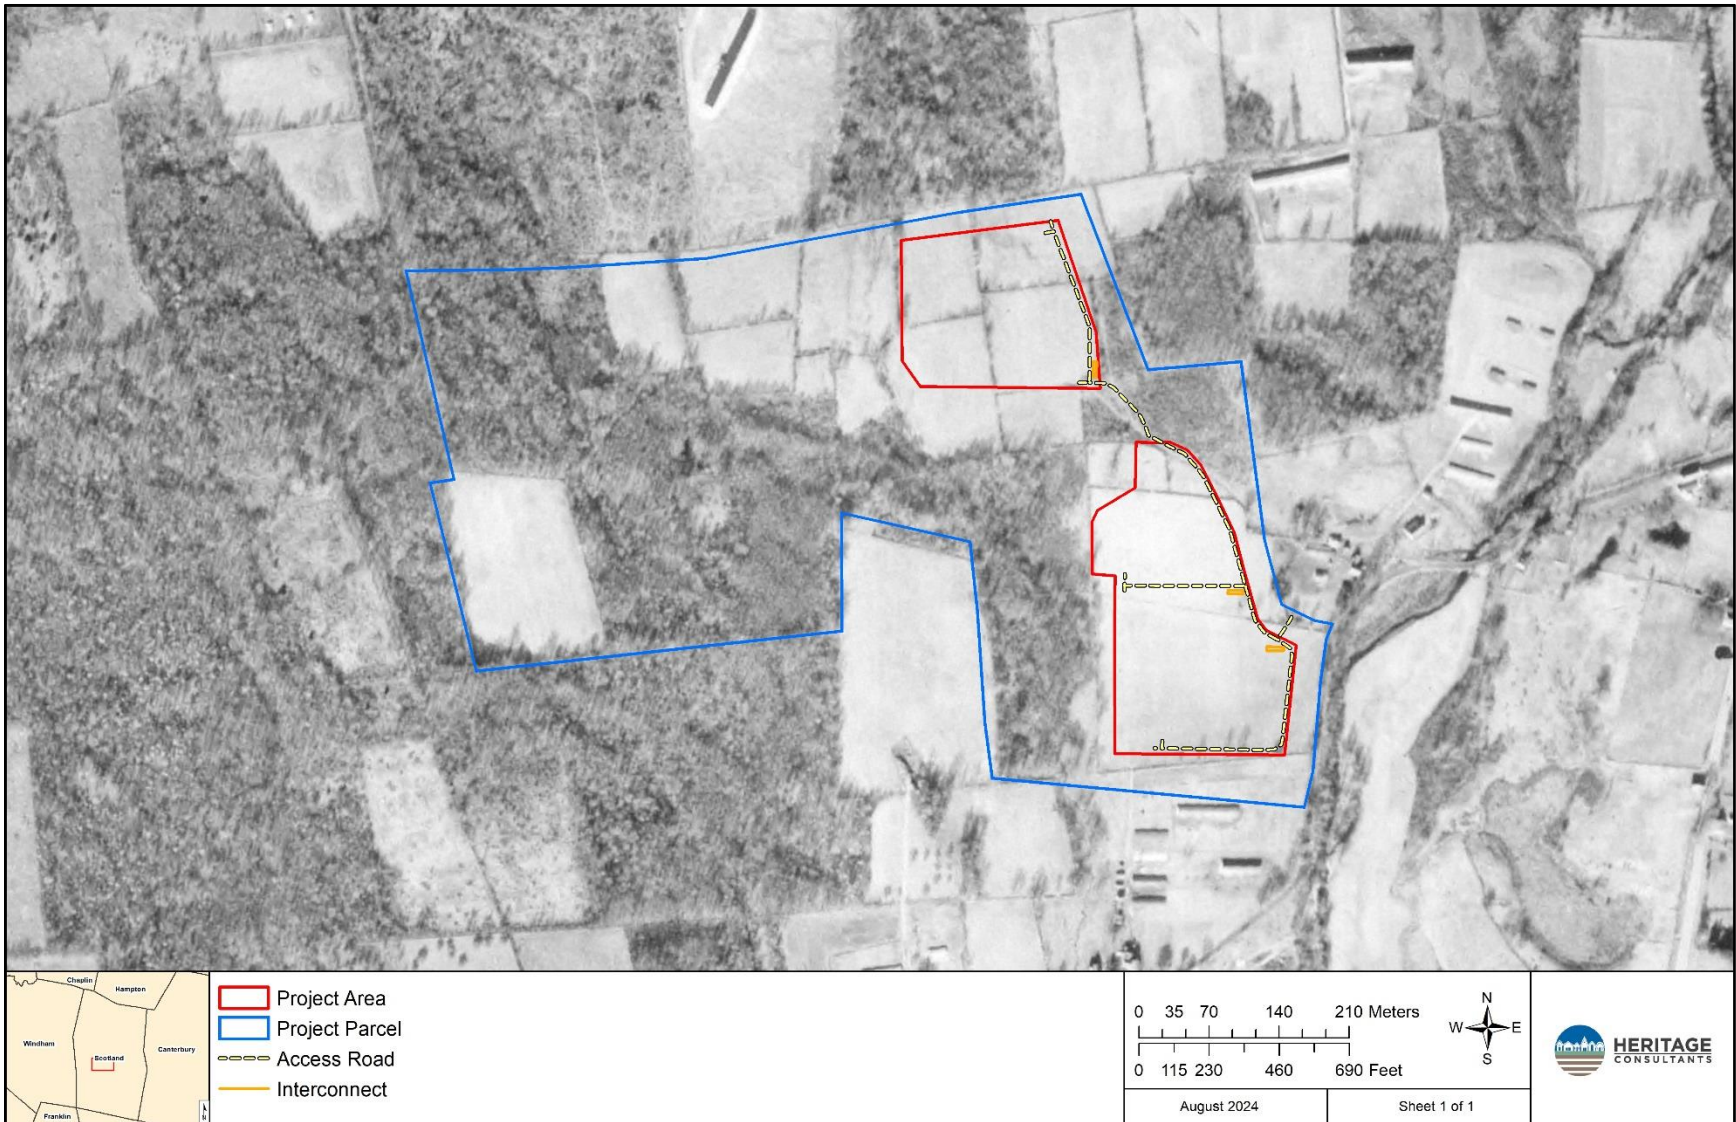 Chaplin
Hampton
Windham
Scotland
Canterbury
Franklin
N
Project Area
Project Parcel
Access Road
Interconnect
0 35 70 140 210 Meters
0 115 230 460 690 Feet
N
W E
S
August 2024
Sheet 1 of 1
HERITAGE
CONSULTANTS